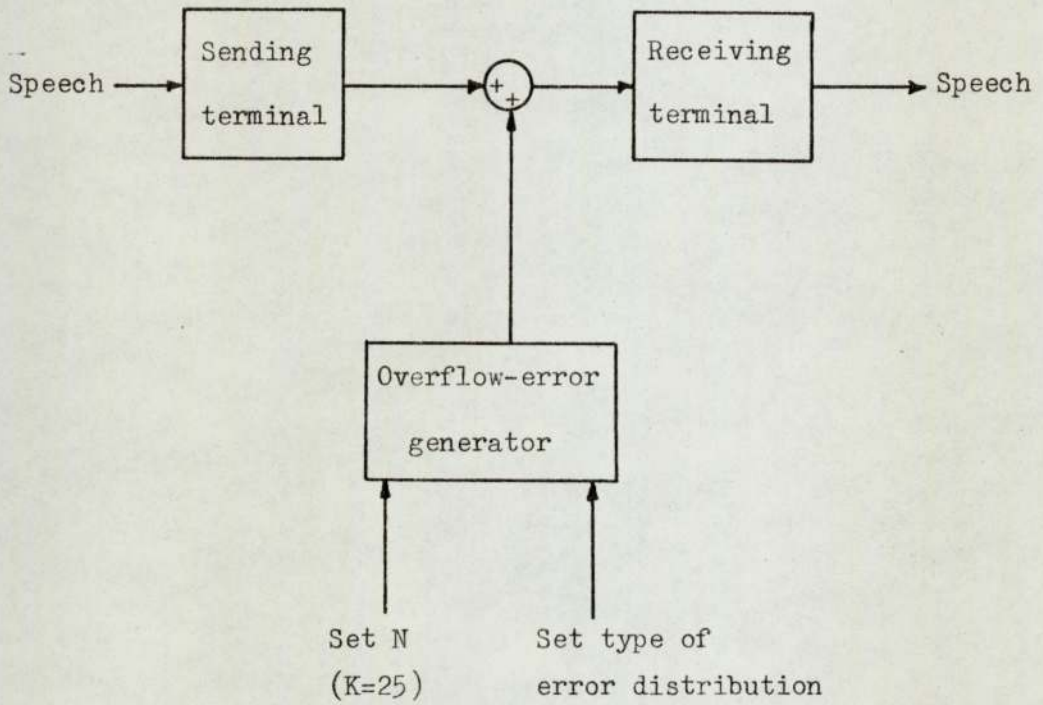 Speech
Sending
terminal
+
+
Receiving
terminal
Speech
Overflow-error
generator
Set N
(K=25)
Set type of
error distribution